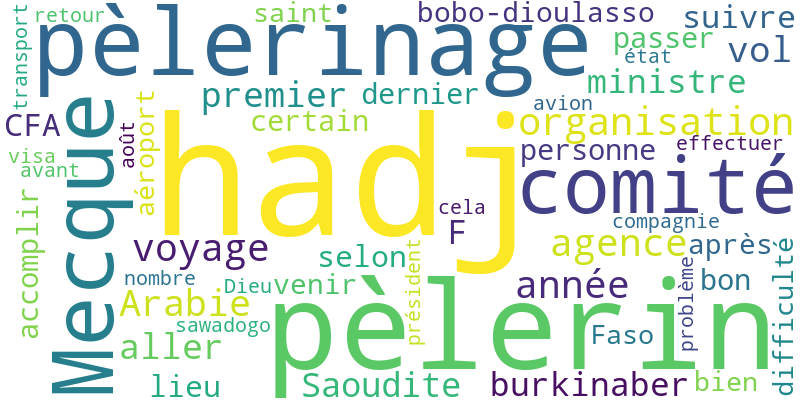 transport
retour
pèlerinage
saint
bobo-dioulasso
suivre
passer
vol
état
ministre
premier
dernier
avion
CFA
août
aéroport
certain
organisation
visa
avant
Mecque
hadj
personne
effectuer
comité
cela
F
compagnie
accomplir
voyage
selon
agence
après
nombre
Dieu
venir
président
année
problème
bon
difficulté
Arabie
sawadogo
pèlerin
Faso
aller
lieu
Saoudite
burkinaber
bien